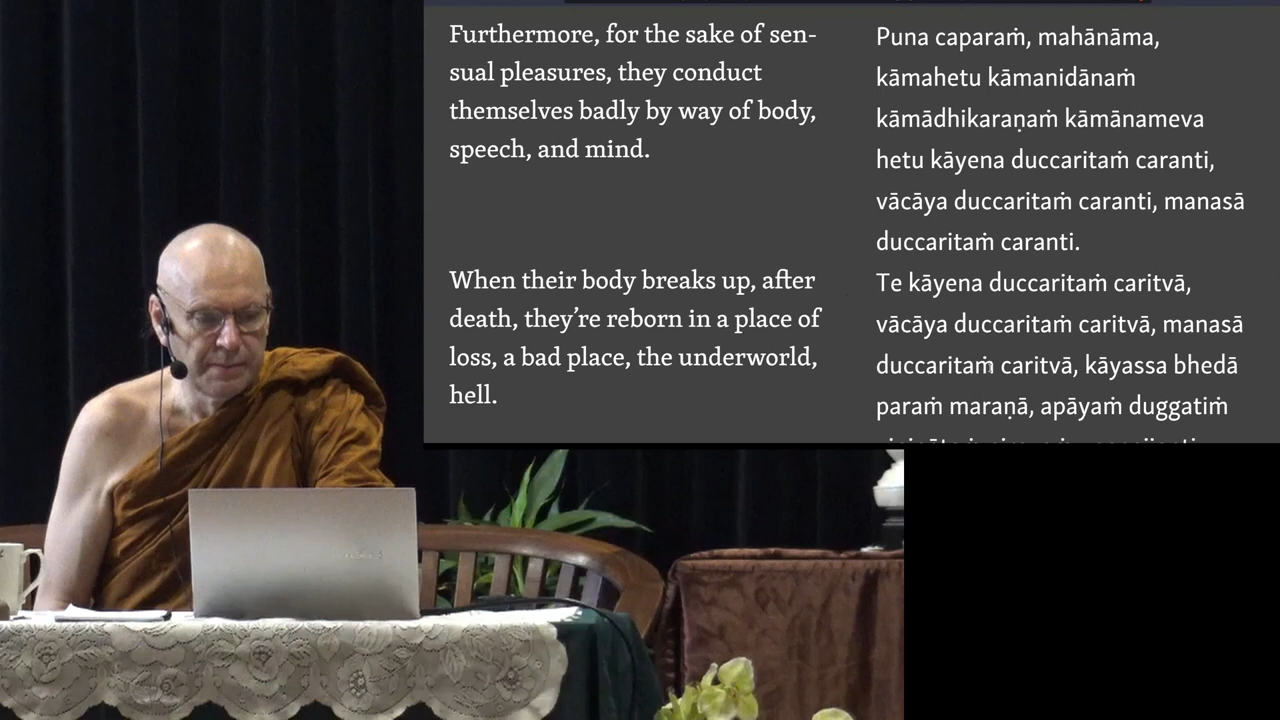 Furthermore, for the sake of sen-
sual pleasures, they conduct
themselves badly by way of body,
speech, and mind.
When their body breaks up, after
death, they’re reborn in a place of
loss, a bad place, the underworld,
hell.
Puna caparaṁ, mahānāma,
kāmahetu kāmanidānaṁ
kāmādhikaraṇaṁ kāmānameva
hetu kāyena duccaritaṁ caranti,
vācāya duccaritaṁ caranti, manasā
duccaritaṁ caranti.
Te kāyena duccaritaṁ caritvā,
vācāya duccaritaṁ caritvā, manasā
duccaritaṁ caritvā, kāyassa bhedā
paraṁ maraṇā, apāyaṁ duggatiṁ